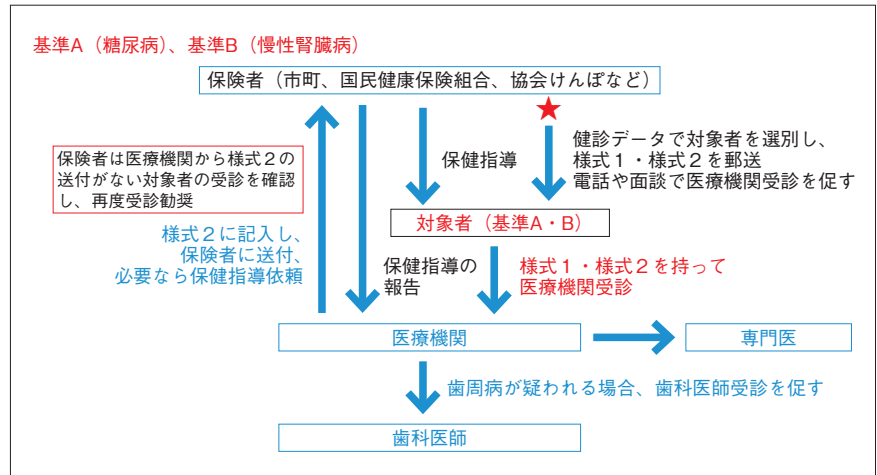 基準A（糖尿病）、基準B（慢性腎臓病）
保険者（市町、国民健康保険組合、協会けんぽなど）
★
保険者は医療機関から様式２の
送付がない対象者の受診を確認
し、再度受診勧奨
保健指導
健診データで対象者を選別し、
様式１・様式２を郵送
電話や面談で医療機関受診を促す
対象者（基準A・B）
様式２に記入し、
保険者に送付、
必要なら保健指導依頼
保健指導の
報告
様式１・様式２を持って
医療機関受診
医療機関
専門医
歯周病が疑われる場合、歯科医師受診を促す
歯科医師